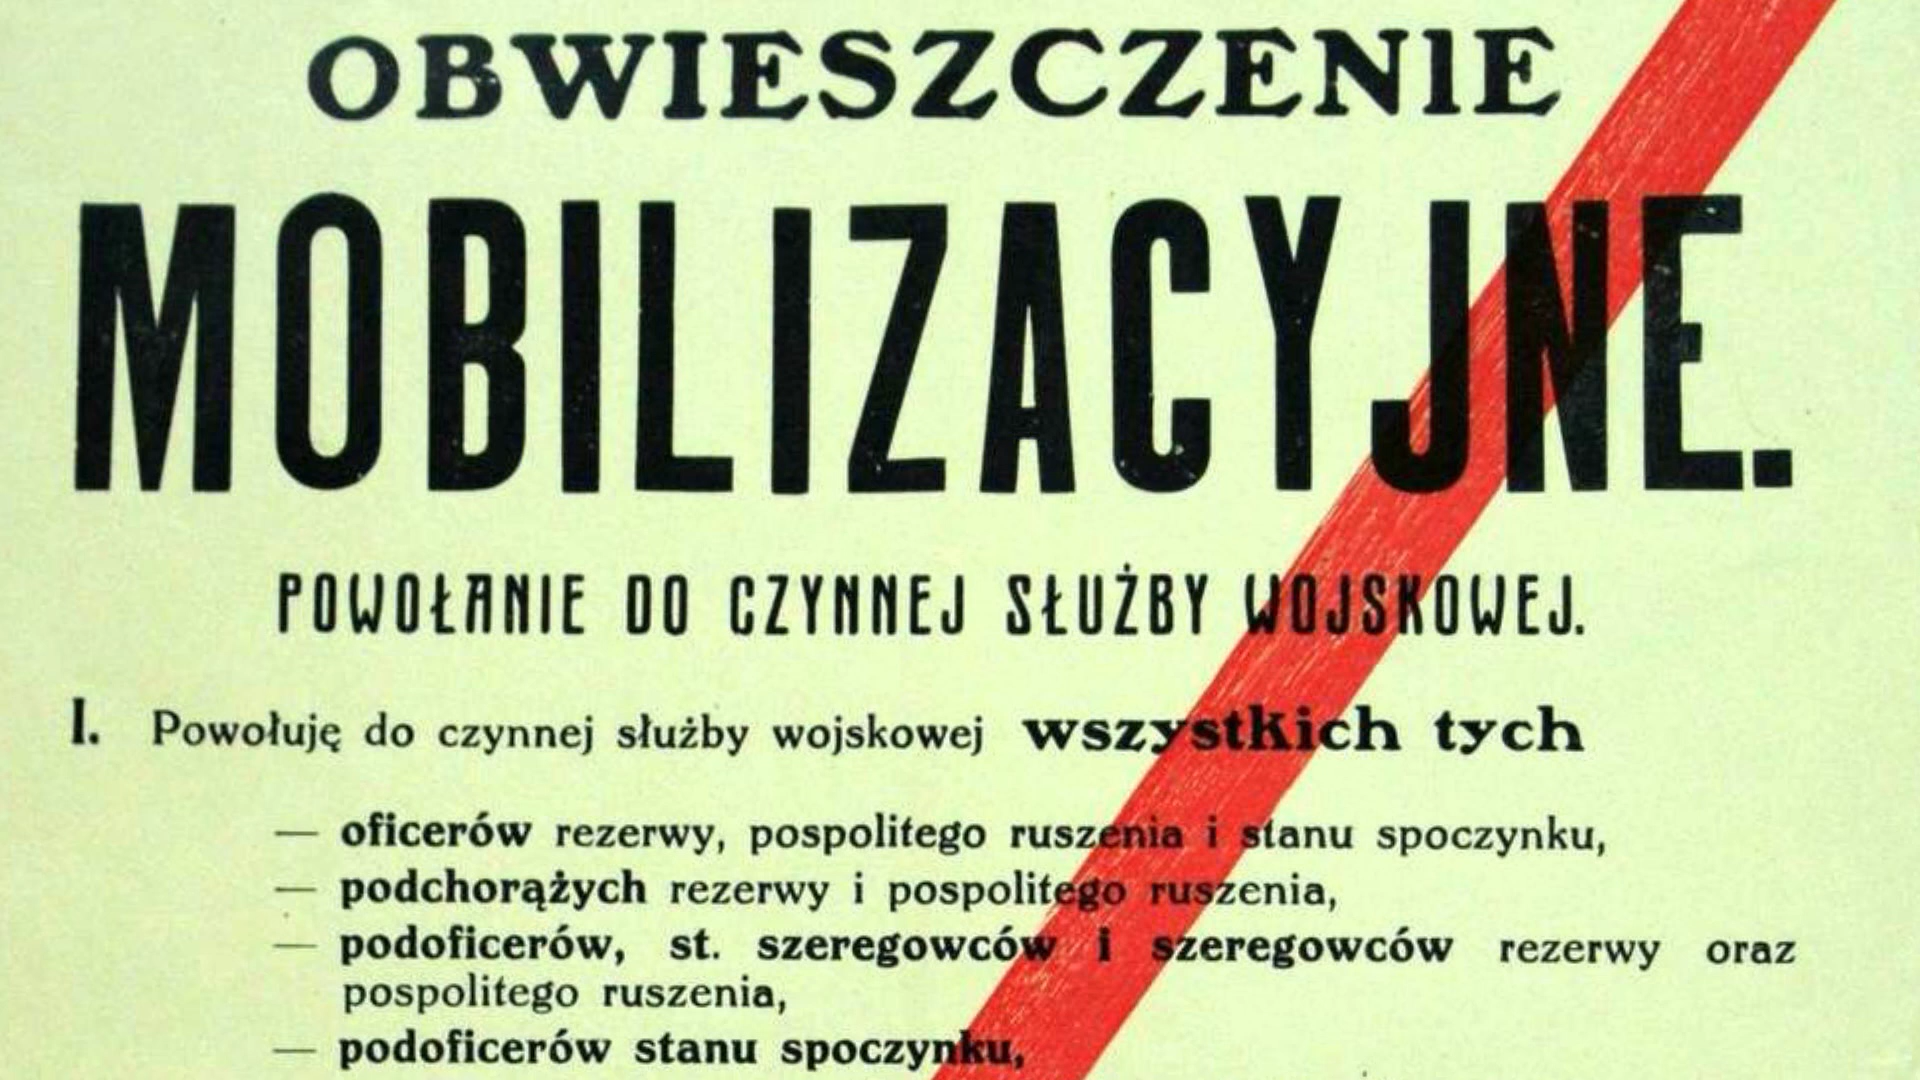 OBWIESZCZENIE
MOBILIZACYJNE.
POWOŁANIE DO CZYNNEJ SŁUŻBY WOJSKOWEJ.
I. Powołuję do czynnej służby wojskowej wszystkich tych
— oficerów rezerwy, pospolitego ruszenia i stanu spoczynku,
— podchorążych rezerwy i pospolitego ruszenia,
— podoficerów, st. szeregowców i szeregowców rezerwy oraz
pospolitego ruszenia,
— podoficerów stanu spoczynku,